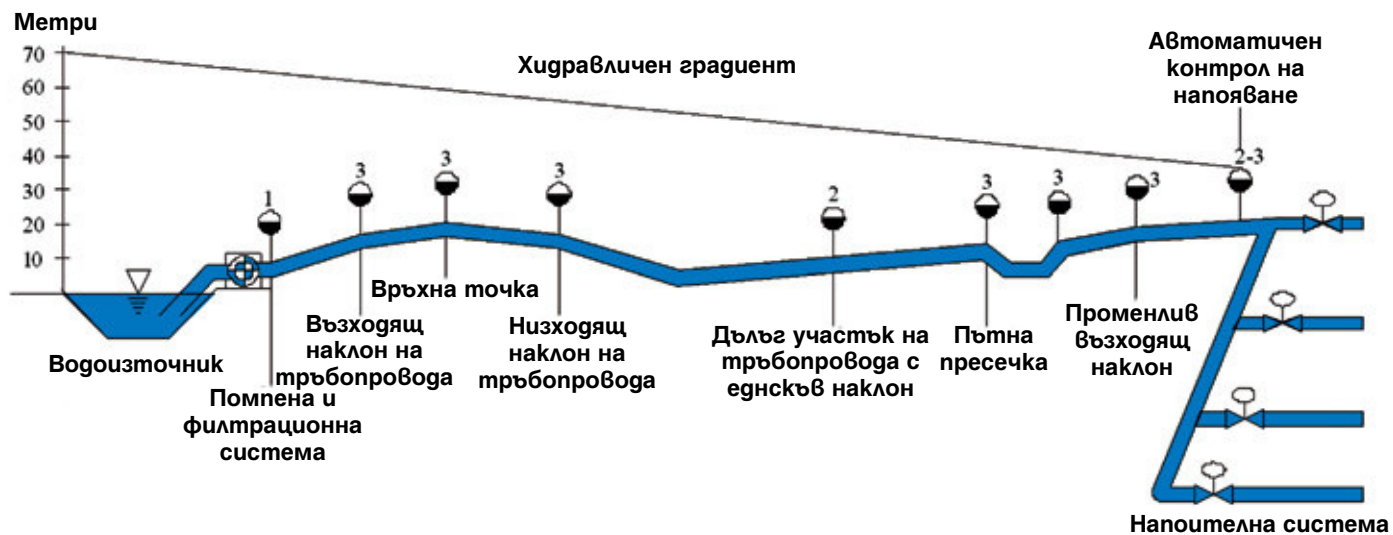 Метри
70
60
50
40
30
20
10
Хидравличен градиент
Автоматичен
контрол на
напояване
1
3
3
3
2
3
3
3
2-3
Водоизточник
Помпена и
филтрационна
система
Възходящ
наклон на
тръбопровода
Връхна точка
Низходящ
наклон на
тръбопровода
Дълъг участък на
тръбопровода с
еднскъв наклон
Пътна
пресечка
Променлив
възходящ
наклон
Напоителна система